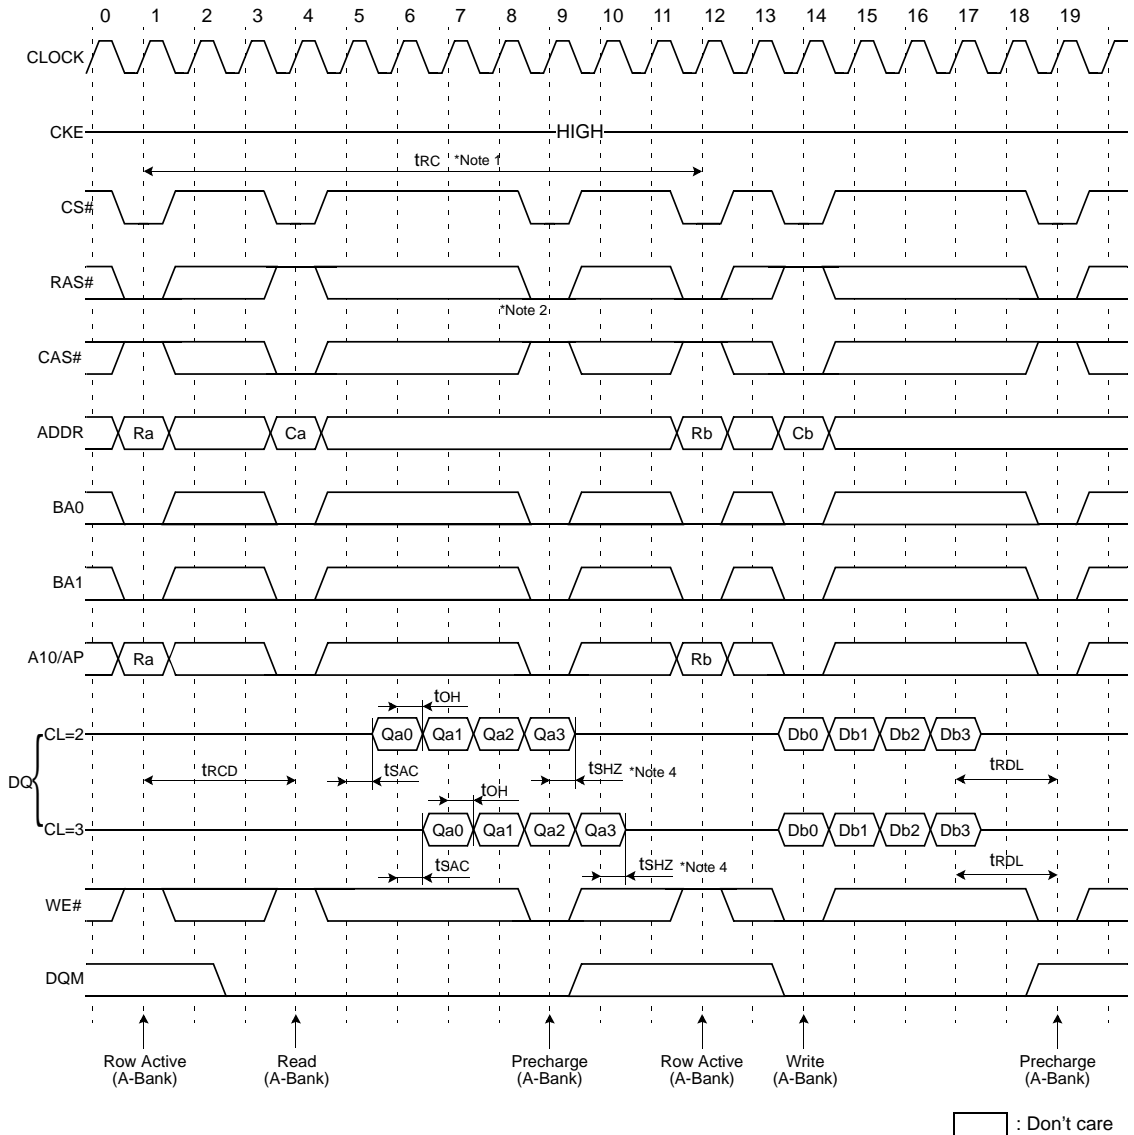 0 1 2 3 4 5 6 7 8 9 10 11 12 13 14 15 16 17 18 19
CLOCK
CKE HIGH
tRC *Note 1
CS#
RAS#
*Note 2
CAS#
ADDR Ra Ca Rb Cb
BA0
BA1
A10/AP Ra Rb
tOH
CL=2 Qa0 Qa1 Qa2 Qa3 Db0 Db1 Db2 Db3
DQ tRCD tSAC tSHZ *Note 4 tRDL
tOH
CL=3 Qa0 Qa1 Qa2 Qa3 Db0 Db1 Db2 Db3
tSAC tSHZ *Note 4 tRDL
WE#
DQM
Row Active Read Precharge Row Active Write Precharge
(A-Bank) (A-Bank) (A-Bank) (A-Bank) (A-Bank) (A-Bank)
: Don't care